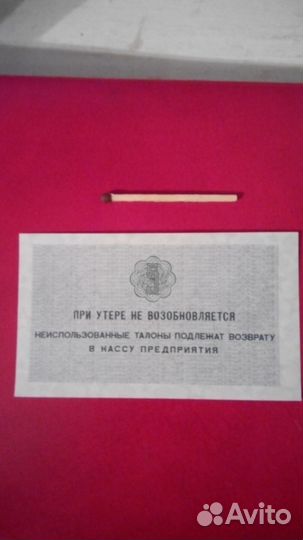 ПРИ УТЕРЕ НЕ ВОЗОБНОВЛЯЕТСЯ
НЕИСПОЛЬЗОВАННЫЕ ТАЛОНЫ ПОДЛЕЖАТ ВОЗВРАТУ
В КАССУ ПРЕДПРИЯТИЯ
Avito